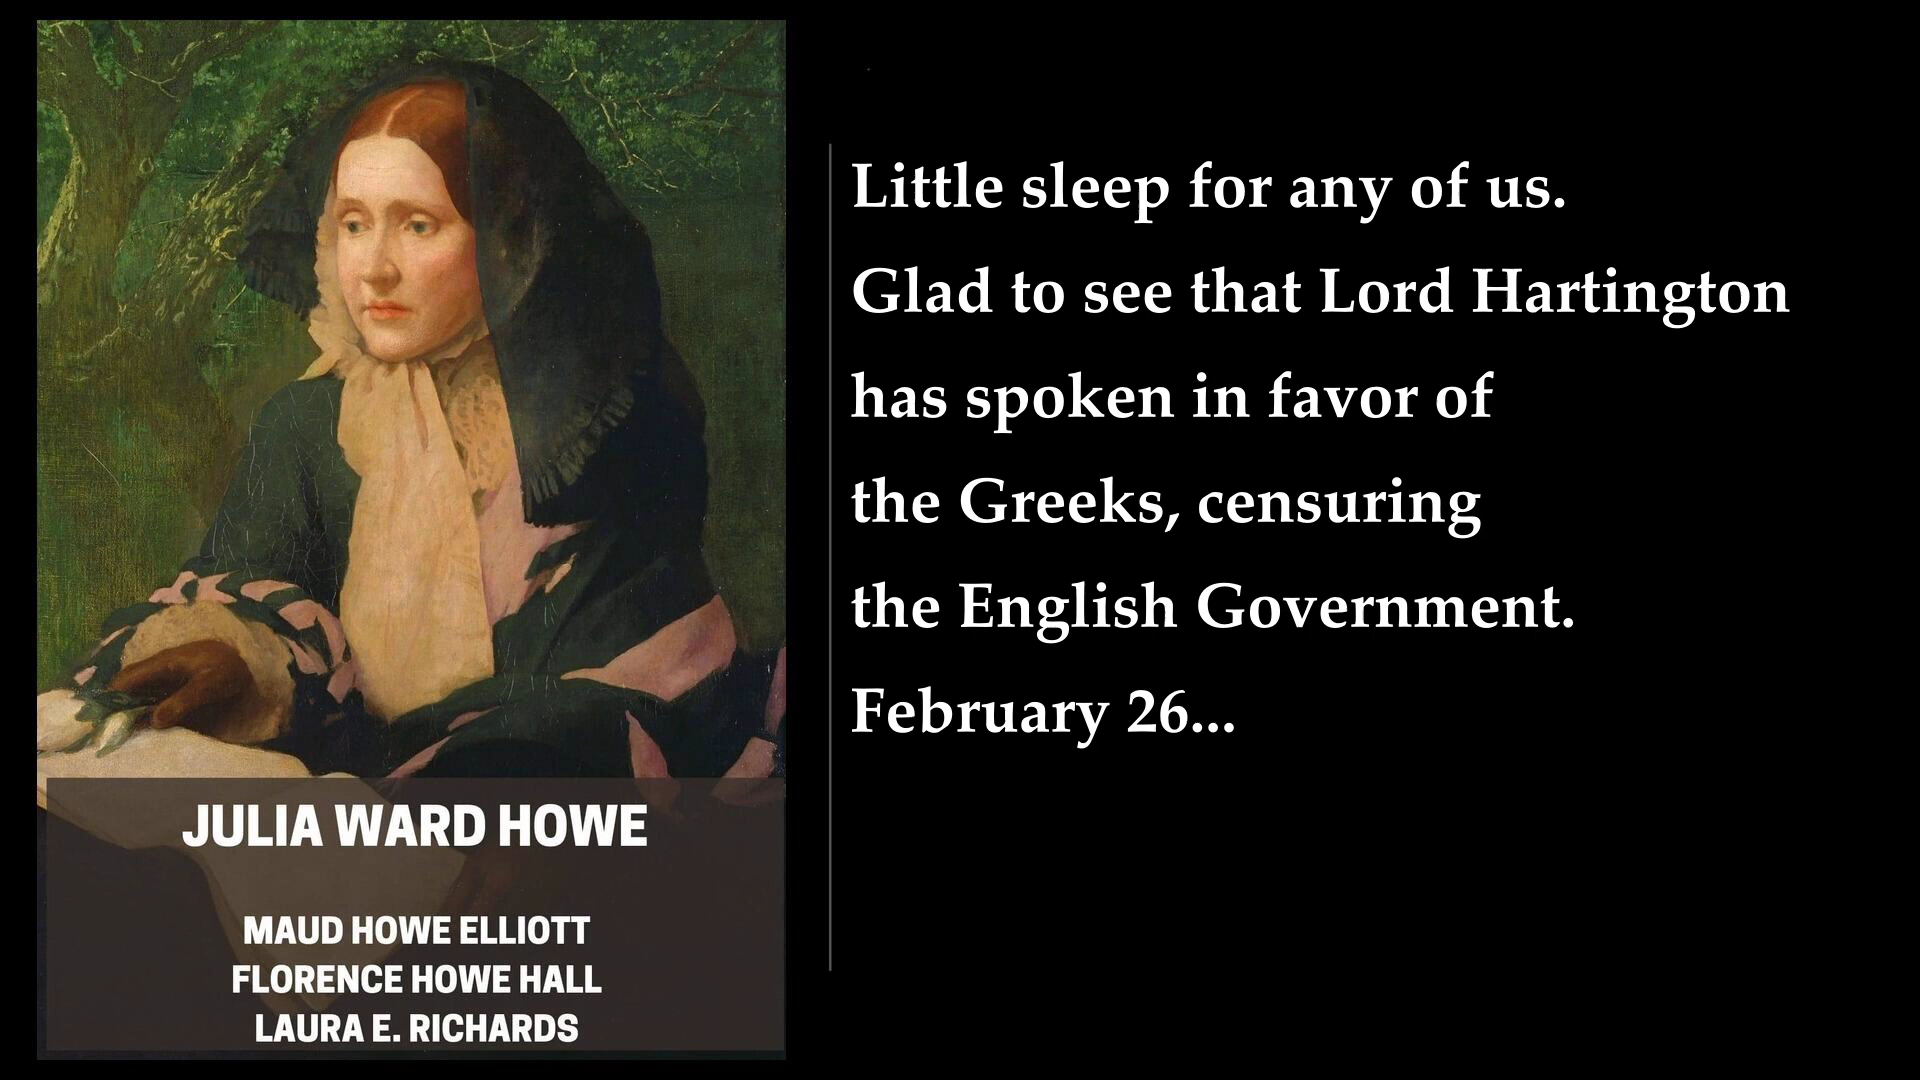 Little sleep for any of us.
Glad to see that Lord Hartington
has spoken in favor of
the Greeks, censuring
the English Government.
February 26...
JULIA WARD HOWE
MAUD HOWE ELLIOTT
FLORENCE HOWE HALL
LAURA E. RICHARDS